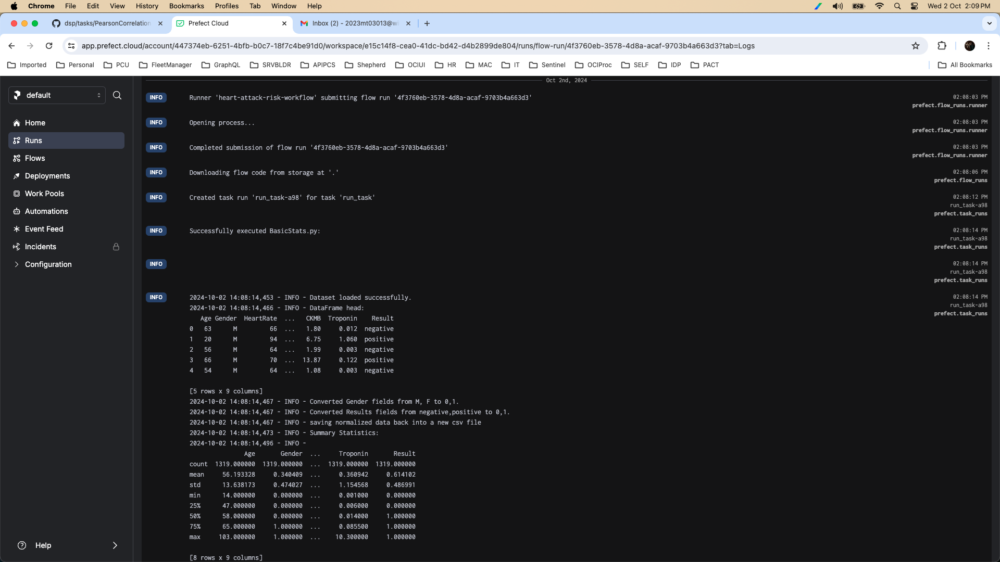 Chrome File Edit View History Bookmarks Profiles Tab Window Help Wed 2 Oct 2:09 PM
dsp/tasks/PearsonCorrelation Prefect Cloud Inbox (2) - 2023mt03013@wi
app.prefect.cloud/account/447374eb-6251-4bfb-b0c7-18f7c4be91d0/workspace/e15c14f8-cea0-41dc-bd42-d4b2899de804/runs/flow-run/4f3760eb-3578-4d8a-acaf-9703b4a663d3?tab=Logs
Imported Personal PCU FleetManager GraphQL SRVBLDR APIPCS Shepherd OCIUI HR MAC IT Sentinel OCIProc SELF IDP PACT All Bookmarks
default
Home
Runs
Flows
Deployments
Work Pools
Automations
Event Feed
Incidents
Configuration
Help
Oct 2nd, 2024
INFO Runner 'heart-attack-risk-workflow' submitting flow run '4f3760eb-3578-4d8a-acaf-9703b4a663d3' 02:08:03 PM
prefect.flow_runs.runner
INFO Opening process... 02:08:03 PM
prefect.flow_runs.runner
INFO Completed submission of flow run '4f3760eb-3578-4d8a-acaf-9703b4a663d3' 02:08:03 PM
prefect.flow_runs.runner
INFO Downloading flow code from storage at '.' 02:08:06 PM
prefect.flow_runs
INFO Created task run 'run_task-a98' for task 'run_task' 02:08:12 PM
run_task-a98
prefect.task_runs
INFO Successfully executed BasicStats.py: 02:08:14 PM
run_task-a98
prefect.task_runs
INFO 02:08:14 PM
run_task-a98
prefect.task_runs
INFO 2024-10-02 14:08:14,453 - INFO - Dataset loaded successfully. 02:08:14 PM
run_task-a98
prefect.task_runs
2024-10-02 14:08:14,466 - INFO - DataFrame head:
Age Gender HeartRate ... CKMB Troponin Result
0 63 M 66 ... 1.80 0.012 negative
1 20 M 94 ... 6.75 1.060 positive
2 56 M 64 ... 1.99 0.003 negative
3 66 M 70 ... 13.87 0.122 positive
4 54 M 64 ... 1.08 0.003 negative
[5 rows x 9 columns]
2024-10-02 14:08:14,467 - INFO - Converted Gender fields from M, F to 0,1.
2024-10-02 14:08:14,467 - INFO - Converted Results fields from negative,positive to 0,1.
2024-10-02 14:08:14,467 - INFO - saving normalized data back into a new csv file
2024-10-02 14:08:14,473 - INFO - Summary Statistics:
2024-10-02 14:08:14,496 - INFO -
Age Gender ... Troponin Result
count 1319.000000 1319.000000 ... 1319.000000 1319.000000
mean 56.193328 0.340409 ... 0.360942 0.614102
std 13.638173 0.474027 ... 1.154568 0.486991
min 14.000000 0.000000 ... 0.001000 0.000000
25% 47.000000 0.000000 ... 0.006000 0.000000
50% 58.000000 0.000000 ... 0.014000 1.000000
75% 65.000000 1.000000 ... 0.085500 1.000000
max 103.000000 1.000000 ... 10.300000 1.000000
[8 rows x 9 columns]